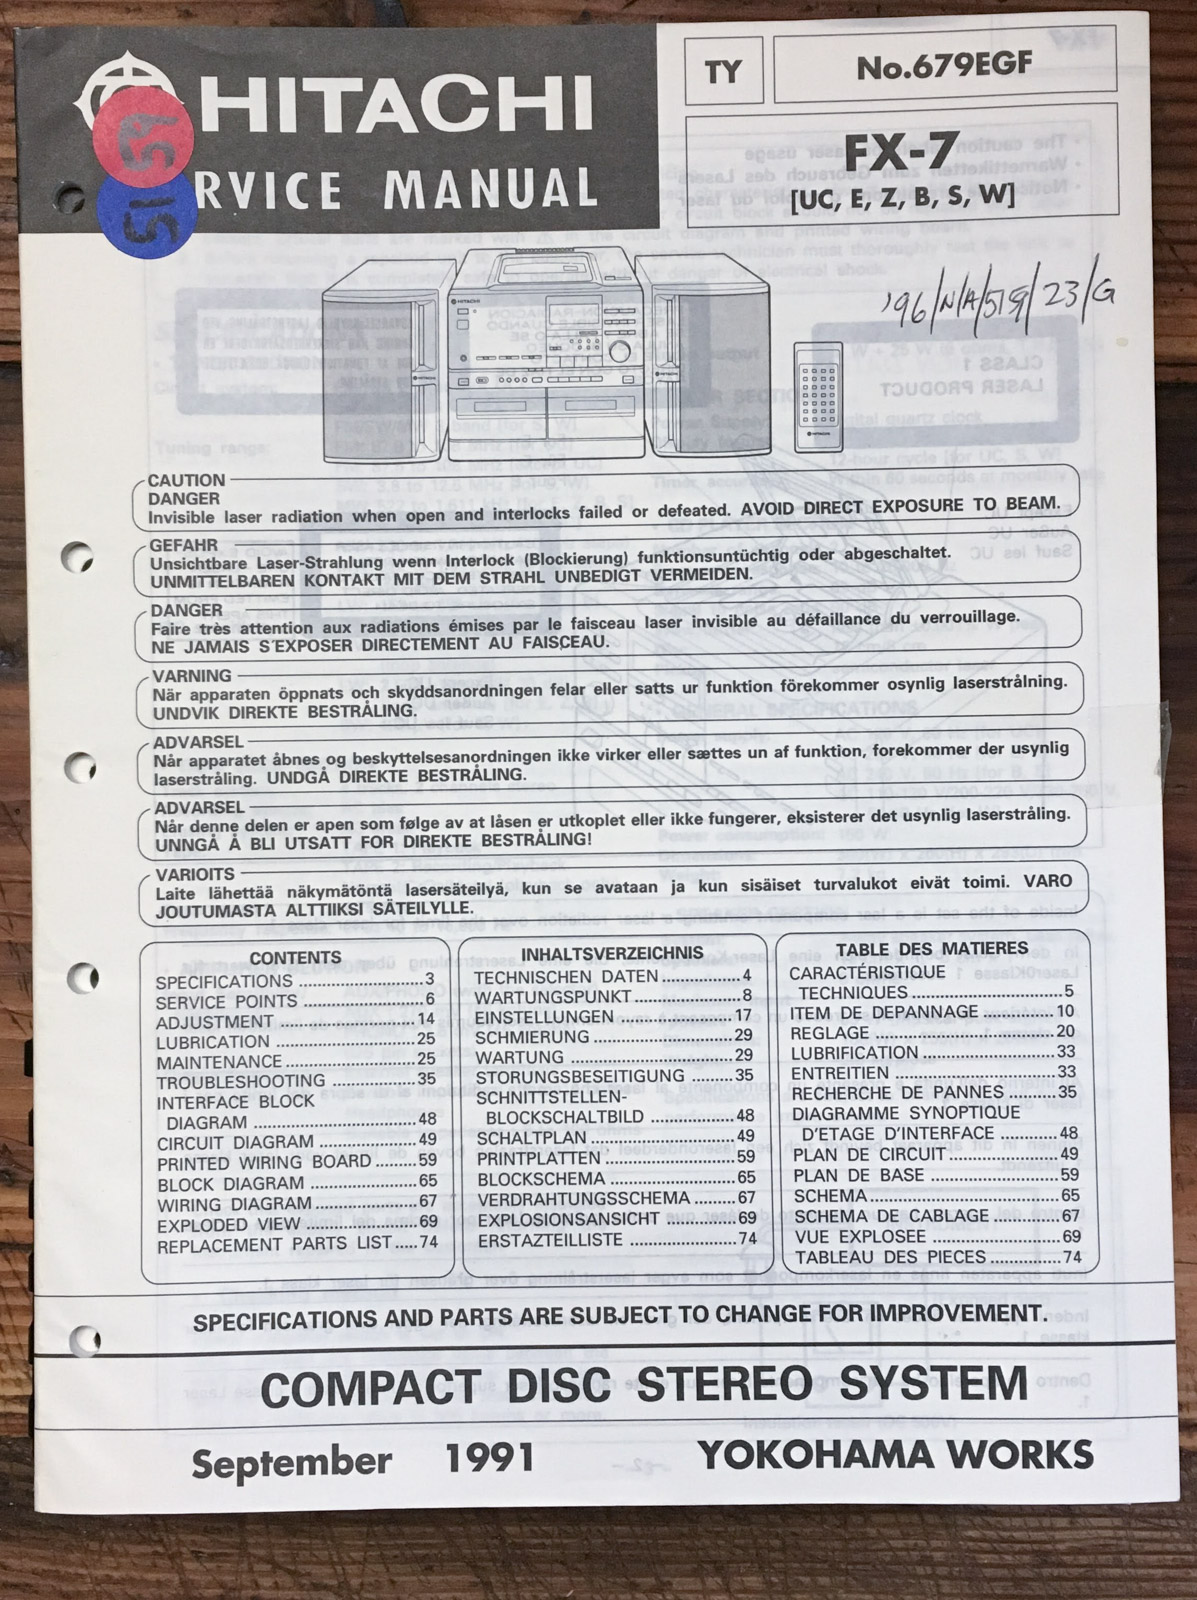 HITACHI
RVICE MANUAL
59
51
TY
No.679EGF
FX-7
[UC, E, Z, B, S, W]
'96/N/A/519/23/G
HITACHI
HITACHI
HITACHI
HITACHI
CAUTION
DANGER
Invisible laser radiation when open and interlocks failed or defeated. AVOID DIRECT EXPOSURE TO BEAM.
GEFAHR
Unsichtbare Laser-Strahlung wenn Interlock (Blockierung) funktionsuntüchtig oder abgeschaltet.
UNMITTELBAREN KONTAKT MIT DEM STRAHL UNBEDIGT VERMEIDEN.
DANGER
Faire très attention aux radiations émises par le faisceau laser invisible au défaillance du verrouillage.
NE JAMAIS S'EXPOSER DIRECTEMENT AU FAISCEAU.
VARNING
När apparaten öppnats och skyddsanordningen felar eller satts ur funktion förekommer osynlig laserstrålning.
UNDVIK DIREKTE BESTRÅLING.
ADVARSEL
Når apparatet åbnes og beskyttelsesanordningen ikke virker eller sættes un af funktion, forekommer der usynlig
laserstråling. UNDGÅ DIREKTE BESTRÅLING.
ADVARSEL
Når denne delen er apen som følge av at låsen er utkoplet eller ikke fungerer, eksisterer det usynlig laserstråling.
UNNGÅ Å BLI UTSATT FOR DIREKTE BESTRÅLING!
VARIOITS
Laite lähettää näkymätöntä lasersäteilyä, kun se avataan ja kun sisäiset turvalukot eivät toimi. VARO
JOUTUMASTA ALTTIIKSI SÄTEILYLLE.
CONTENTS
SPECIFICATIONS ..................3
SERVICE POINTS ..................6
ADJUSTMENT ...................14
LUBRICATION ...................25
MAINTENANCE...................25
TROUBLESHOOTING ............35
INTERFACE BLOCK
DIAGRAM .......................48
CIRCUIT DIAGRAM ..............49
PRINTED WIRING BOARD ......59
BLOCK DIAGRAM ................65
WIRING DIAGRAM................67
EXPLODED VIEW .................69
REPLACEMENT PARTS LIST.....74
INHALTSVERZEICHNIS
TECHNISCHEN DATEN ...........4
WARTUNGSPUNKT................8
EINSTELLUNGEN ...............17
SCHMIERUNG ...................29
WARTUNG ......................29
STORUNGSBESEITIGUNG .......35
SCHNITTSTELLEN-
BLOCKSCHALTBILD ...........48
SCHALTPLAN ...................49
PRINTPLATTEN .................59
BLOCKSCHEMA .................65
VERDRAHTUNGSSCHEMA .......67
EXPLOSIONSANSICHT ..........69
ERSTAZTEILLISTE ...............74
TABLE DES MATIERES
CARACTÉRISTIQUE
TECHNIQUES .....................5
ITEM DE DEPANNAGE ..........10
REGLAGE .......................20
LUBRIFICATION .................33
ENTREITIEN ....................33
RECHERCHE DE PANNES .......35
DIAGRAMME SYNOPTIQUE
D'ETAGE D'INTERFACE .......48
PLAN DE CIRCUIT ..............49
PLAN DE BASE .................59
SCHEMA........................65
SCHEMA DE CABLAGE .........67
VUE EXPLOSEE .................69
TABLEAU DES PIECES ..........74
SPECIFICATIONS AND PARTS ARE SUBJECT TO CHANGE FOR IMPROVEMENT.
COMPACT DISC STEREO SYSTEM
September 1991
YOKOHAMA WORKS